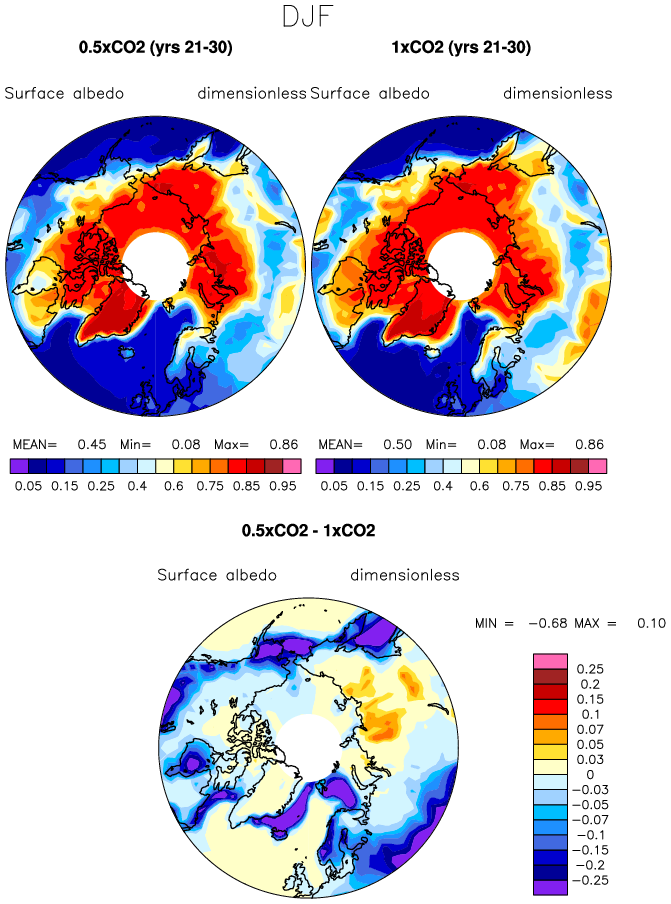 DJF
0.5xCO2 (yrs 21-30) 1xCO2 (yrs 21-30)
Surface albedo dimensionless Surface albedo dimensionless
MEAN= 0.45 Min= 0.08 Max= 0.86 MEAN= 0.50 Min= 0.08 Max= 0.86
0.05 0.15 0.25 0.4 0.6 0.75 0.85 0.95 0.05 0.15 0.25 0.4 0.6 0.75 0.85 0.95
0.5xCO2 - 1xCO2
Surface albedo dimensionless
MIN = -0.68 MAX = 0.10
0.25
0.2
0.15
0.1
0.07
0.05
0.03
0
-0.03
-0.05
-0.07
-0.1
-0.15
-0.2
-0.25